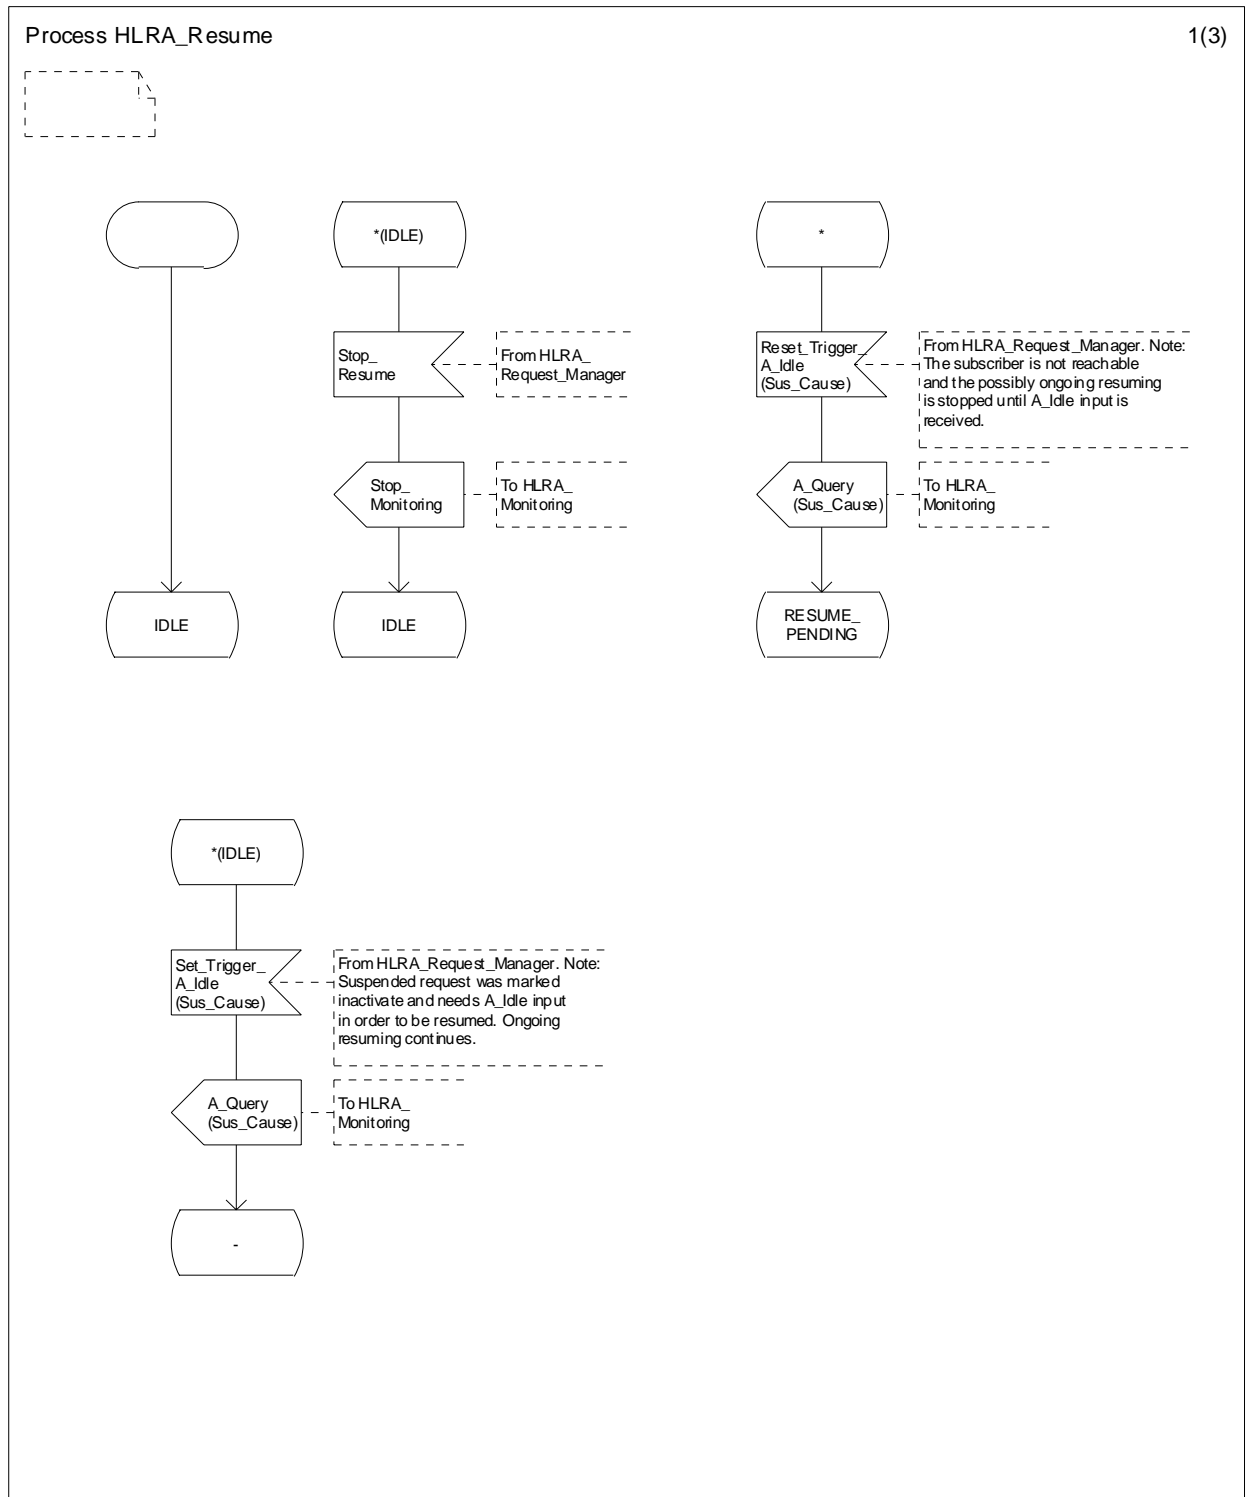 Process HLRA_Resume
1(3)
*(IDLE)
*
Stop_
Resume
From HLRA_
Request_Manager
Reset_Trigger_
A_Idle
(Sus_Cause)
From HLRA_Request_Manager. Note:
The subscriber is not reachable
and the possibly ongoing resuming
is stopped until A_Idle input is
received.
Stop_
Monitoring
To HLRA_
Monitoring
A_Query
(Sus_Cause)
To HLRA_
Monitoring
IDLE
IDLE
RESUME_
PENDING
*(IDLE)
Set_Trigger_
A_Idle
(Sus_Cause)
From HLRA_Request_Manager. Note:
Suspended request was marked
inactivate and needs A_Idle input
in order to be resumed. Ongoing
resuming continues.
A_Query
(Sus_Cause)
To HLRA_
Monitoring
-